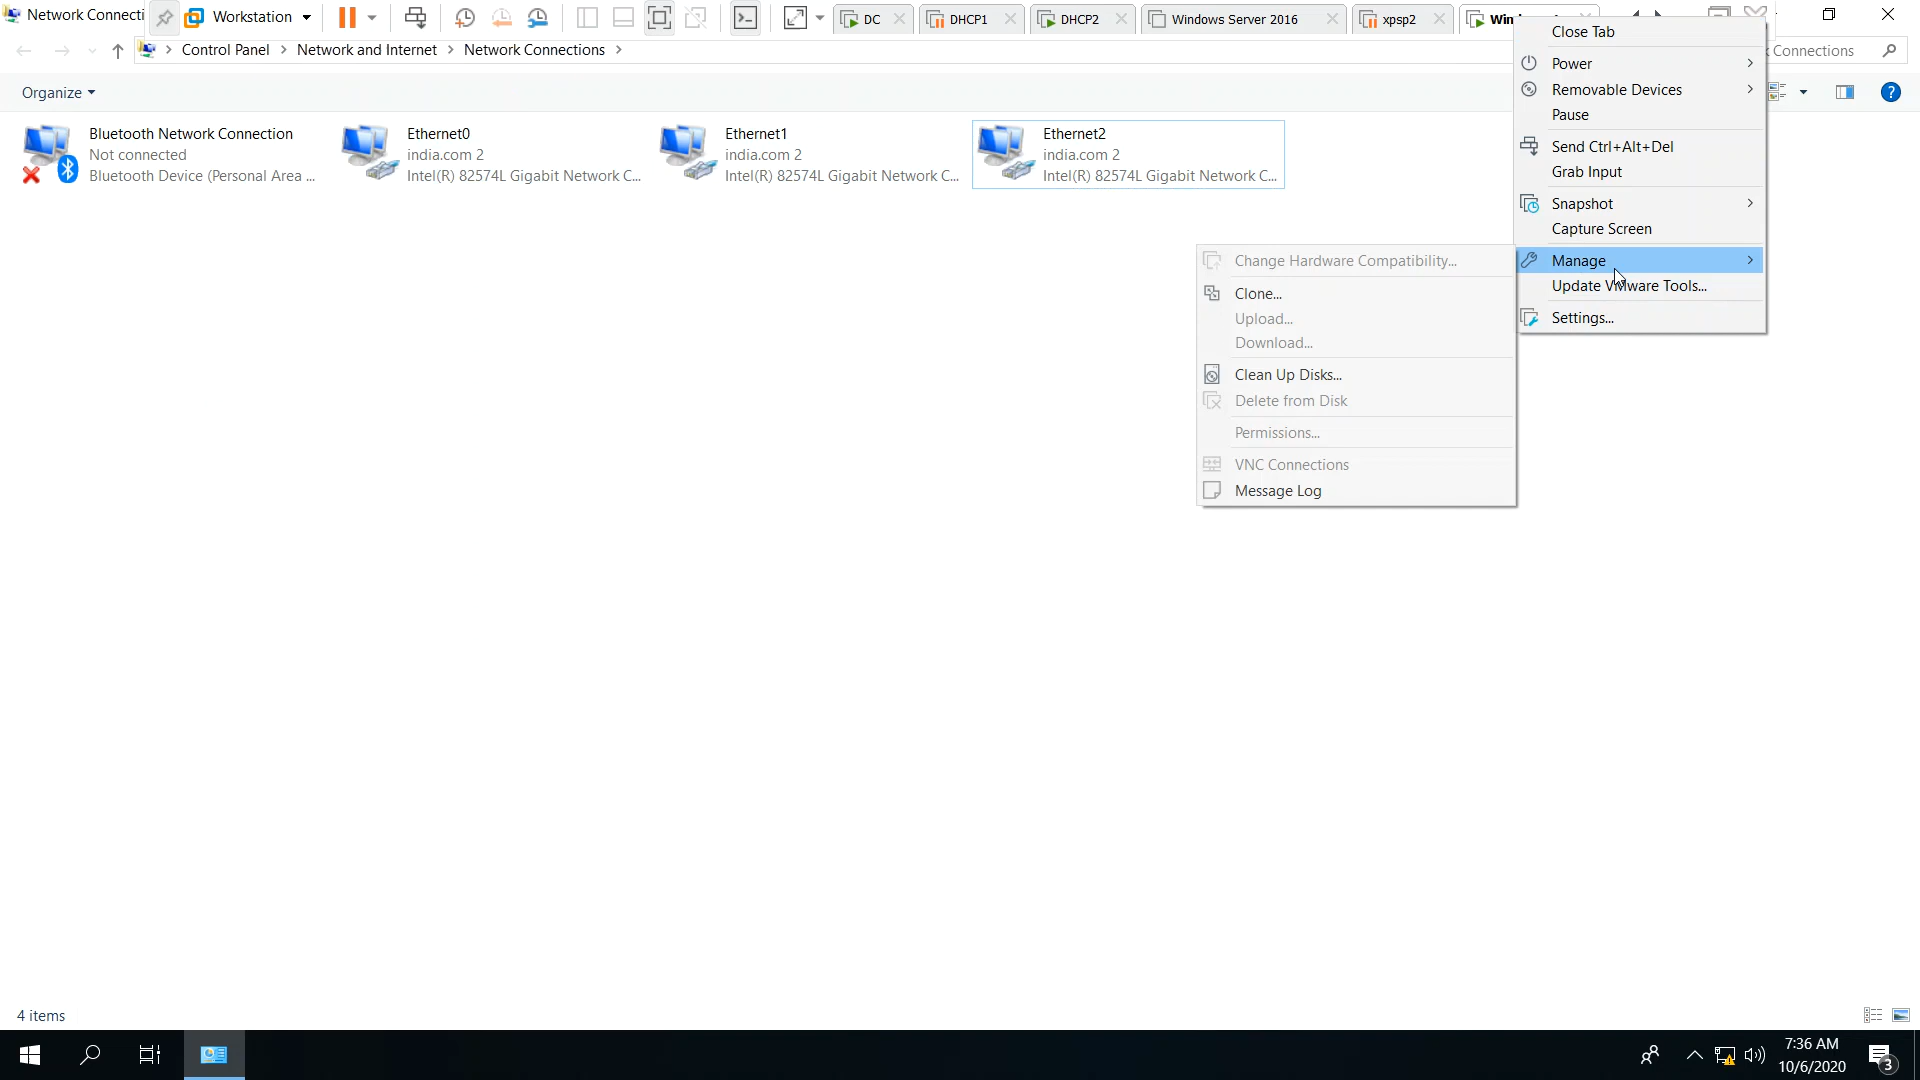 Network Connecti
Workstation
DC
DHCP1
DHCP2
Windows Server 2016
xpsp2
Control Panel
Network and Internet
Network Connections
Connections
Organize
Bluetooth Network Connection
Not connected
Bluetooth Device (Personal Area ...
Ethernet0
india.com 2
Intel(R) 82574L Gigabit Network C...
Ethernet1
india.com 2
Intel(R) 82574L Gigabit Network C...
Ethernet2
india.com 2
Intel(R) 82574L Gigabit Network C...
Close Tab
Power
Removable Devices
Pause
Send Ctrl+Alt+Del
Grab Input
Snapshot
Capture Screen
Manage
Update VMware Tools...
Settings...
Change Hardware Compatibility...
Clone...
Upload...
Download...
Clean Up Disks...
Delete from Disk
Permissions...
VNC Connections
Message Log
4 items
7:36 AM
10/6/2020
3